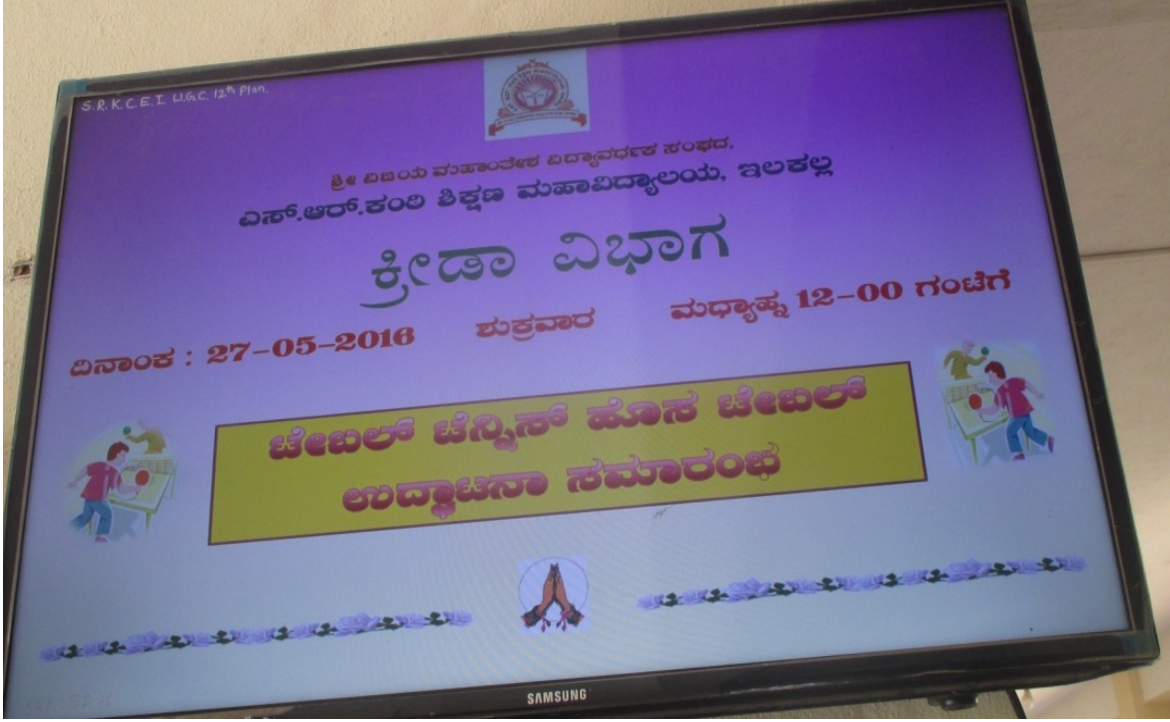 S.R.K.C.E.I. U.G.C. 12th Plan.
ಶ್ರೀ ವಿಜಯ ಮಹಾಂತೇಶ ವಿದ್ಯಾವರ್ಧಕ ಸಂಘದ,
ಎಸ್.ಆರ್.ಕಂಠಿ ಶಿಕ್ಷಣ ಮಹಾವಿದ್ಯಾಲಯ, ಇಲಕಲ್ಲ
ಕ್ರೀಡಾ ವಿಭಾಗ
ದಿನಾಂಕ : 27-05-2016 ಶುಕ್ರವಾರ ಮಧ್ಯಾಹ್ನ 12-00 ಗಂಟೆಗೆ
ಟೇಬಲ್ ಟೆನ್ನಿಸ್ ಹೊಸ ಟೇಬಲ್
ಉದ್ಘಾಟನಾ ಸಮಾರಂಭ
SAMSUNG